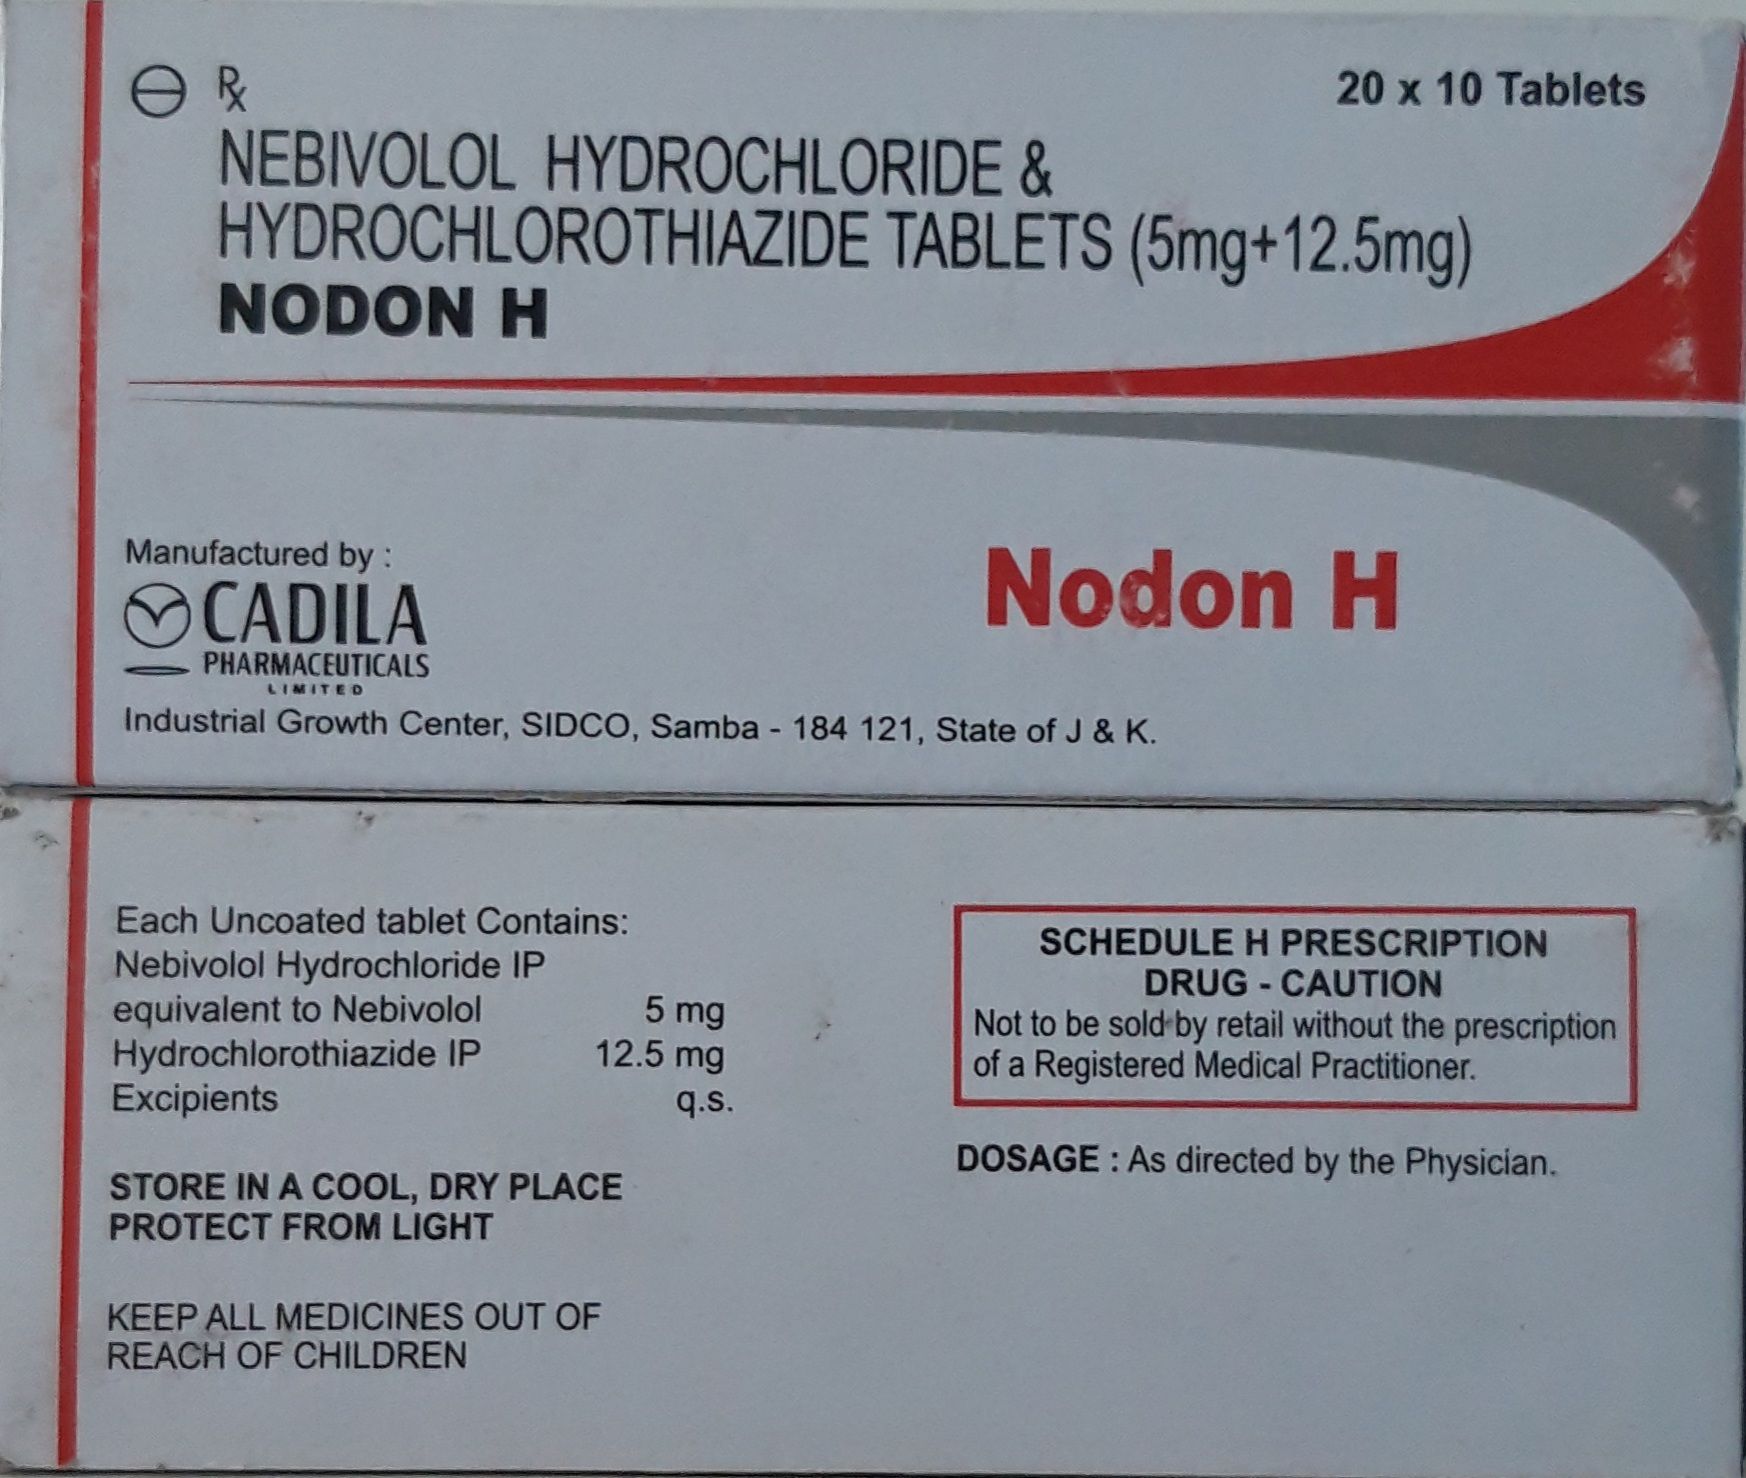 Rx
20 x 10 Tablets
NEBIVOLOL HYDROCHLORIDE &
HYDROCHLOROTHIAZIDE TABLETS (5mg+12.5mg)
NODON H
Manufactured by :
CADILA
PHARMACEUTICALS
LIMITED
Industrial Growth Center, SIDCO, Samba - 184 121, State of J & K.
Nodon H
Each Uncoated tablet Contains:
Nebivolol Hydrochloride IP
equivalent to Nebivolol 5 mg
Hydrochlorothiazide IP 12.5 mg
Excipients q.s.
STORE IN A COOL, DRY PLACE
PROTECT FROM LIGHT
KEEP ALL MEDICINES OUT OF
REACH OF CHILDREN
SCHEDULE H PRESCRIPTION
DRUG - CAUTION
Not to be sold by retail without the prescription
of a Registered Medical Practitioner.
DOSAGE : As directed by the Physician.